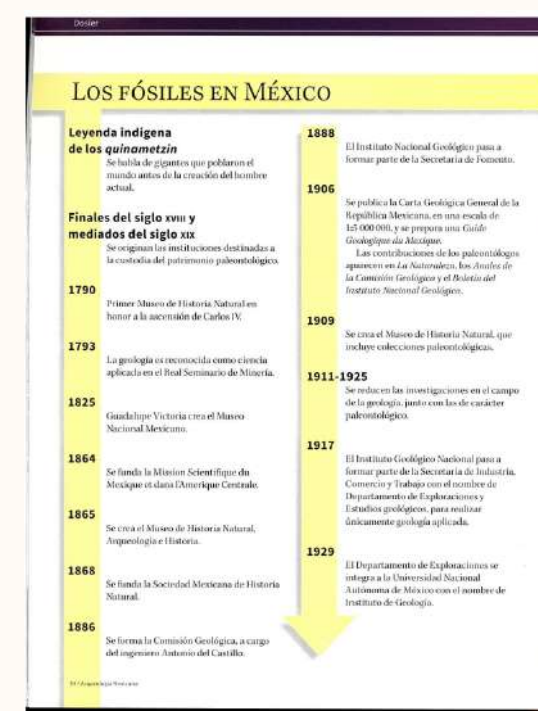 Dosier
LOS FÓSILES EN MÉXICO
Leyenda indígena
de los quinametzin
Se habla de gigantes que poblaron el
mundo antes de la creación del hombre
actual.
Finales del siglo XVIII y
mediados del siglo XIX
Se originan las instituciones destinadas a
la custodia del patrimonio paleontológico.
1790
Primer Museo de Historia Natural en
honor a la ascensión de Carlos IV.
1793
La geología es reconocida como ciencia
aplicada en el Real Seminario de Minería.
1825
Guadalupe Victoria crea el Museo
Nacional Mexicano.
1864
Se funda la Mission Scientifique du
Mexique et dans l'Amerique Centrale.
1865
Se crea el Museo de Historia Natural,
Arqueología e Historia.
1868
Se funda la Sociedad Mexicana de Historia
Natural.
1886
Se forma la Comisión Geológica, a cargo
del ingeniero Antonio del Castillo.
1888
El Instituto Nacional Geológico pasa a
formar parte de la Secretaría de Fomento.
1906
Se publica la Carta Geológica General de la
República Mexicana, en una escala de
1:5 000 000, y se prepara una Guide
Geologique du Mexique.
Las contribuciones de los paleontólogos
aparecen en La Naturaleza, los Anales de
la Comisión Geológica y el Boletín del
Instituto Nacional Geológico.
1909
Se crea el Museo de Historia Natural, que
incluye colecciones paleontológicas.
1911-1925
Se reducen las investigaciones en el campo
de la geología, junto con las de carácter
paleontológico.
1917
El Instituto Geológico Nacional pasa a
formar parte de la Secretaría de Industria,
Comercio y Trabajo con el nombre de
Departamento de Exploraciones y
Estudios geológicos, para realizar
únicamente geología aplicada.
1929
El Departamento de Exploraciones se
integra a la Universidad Nacional
Autónoma de México con el nombre de
Instituto de Geología.
Arqueología Mexicana